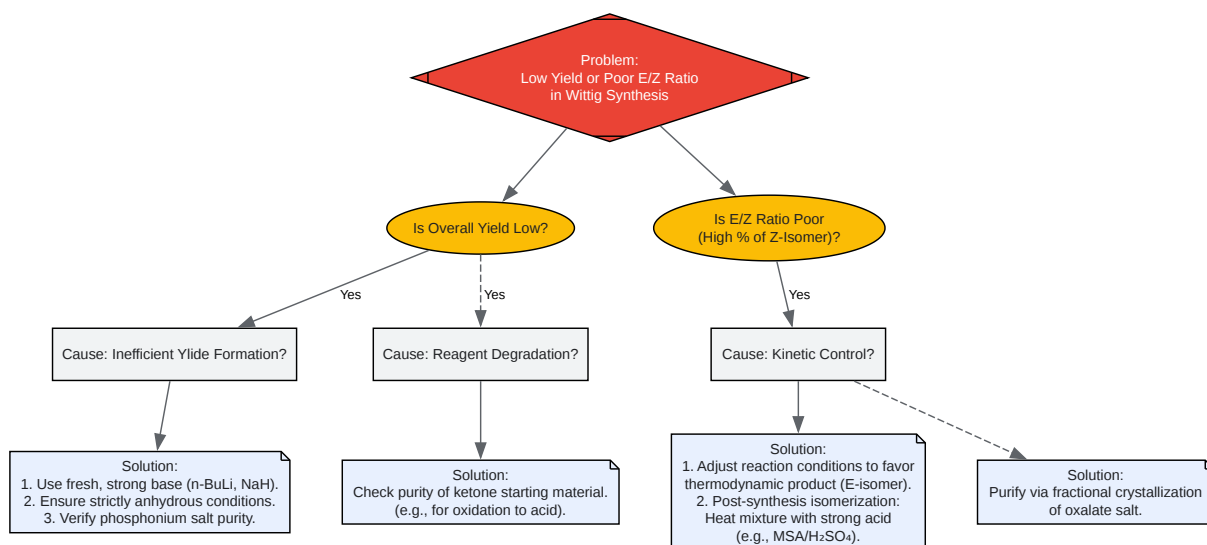 Problem:
Low Yield or Poor E/Z Ratio
in Wittig Synthesis
Is Overall Yield Low?
Is E/Z Ratio Poor
(High % of Z-Isomer)?
Yes
Yes
Yes
Cause: Inefficient Ylide Formation?
Cause: Reagent Degradation?
Cause: Kinetic Control?
Solution:
1. Use fresh, strong base (n-BuLi, NaH).
2. Ensure strictly anhydrous conditions.
3. Verify phosphonium salt purity.
Solution:
Check purity of ketone starting material.
(e.g., for oxidation to acid).
Solution:
1. Adjust reaction conditions to favor
thermodynamic product (E-isomer).
2. Post-synthesis isomerization:
Heat mixture with strong acid
(e.g., MSA/H₂SO₄).
Solution:
Purify via fractional crystallization
of oxalate salt.